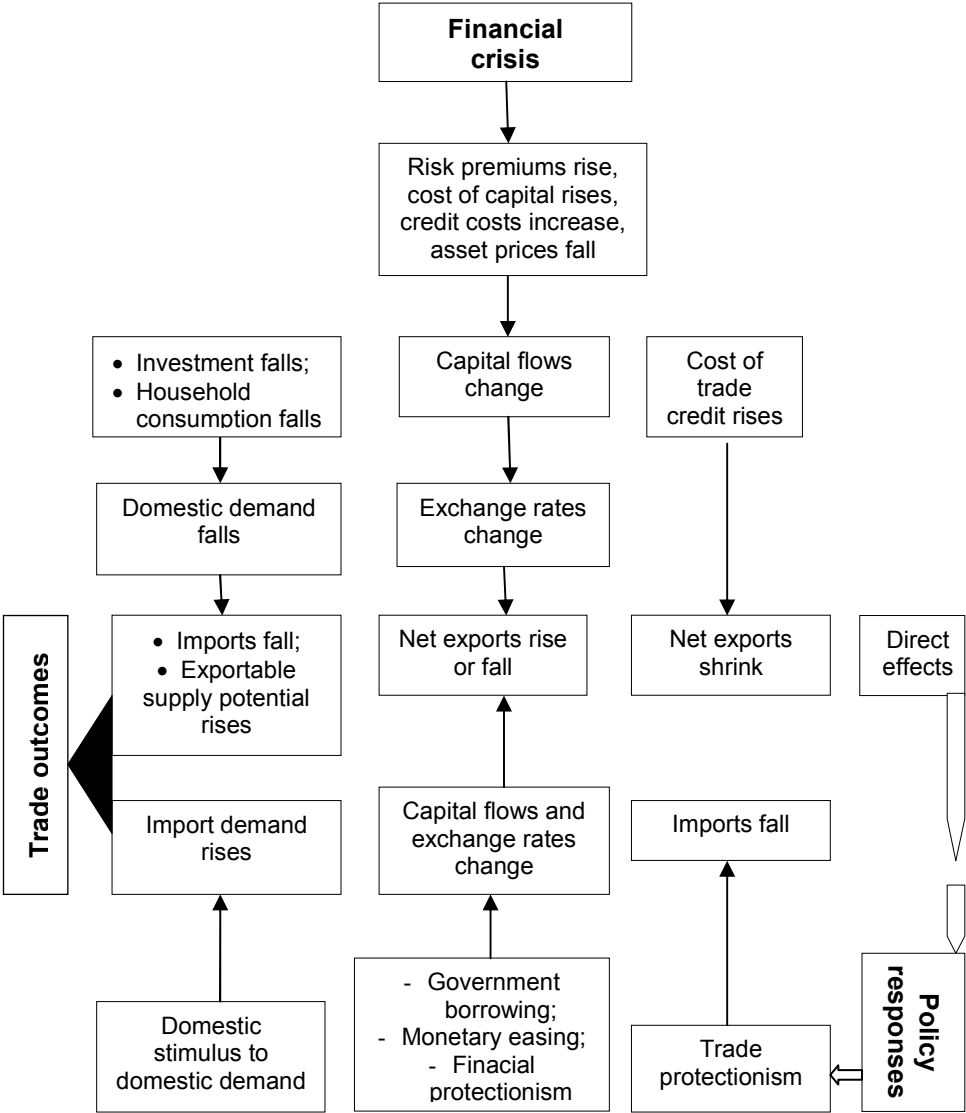 Financial
crisis
Risk premiums rise,
cost of capital rises,
credit costs increase,
asset prices fall
• Investment falls;
• Household
consumption falls
Capital flows
change
Cost of
trade
credit rises
Domestic demand
falls
Exchange rates
change
Trade outcomes
• Imports fall;
• Exportable
supply potential
rises
Net exports rise
or fall
Net exports
shrink
Direct
effects
Import demand
rises
Capital flows and
exchange rates
change
Imports fall
Domestic
stimulus to
domestic demand
- Government
borrowing;
- Monetary easing;
- Finacial
protectionism
Trade
protectionism
Policy
responses